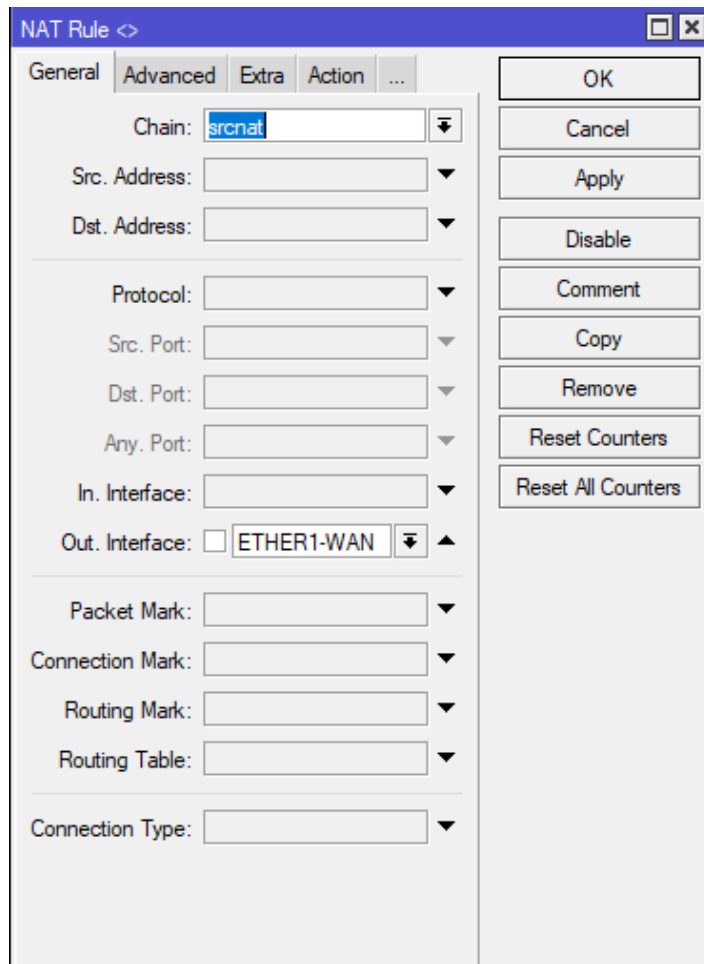 NAT Rule <>
General Advanced Extra Action ...
Chain: srcnat
Src. Address:
Dst. Address:
Protocol:
Src. Port:
Dst. Port:
Any. Port:
In. Interface:
Out. Interface: ETHER1-WAN
Packet Mark:
Connection Mark:
Routing Mark:
Routing Table:
Connection Type:
OK
Cancel
Apply
Disable
Comment
Copy
Remove
Reset Counters
Reset All Counters